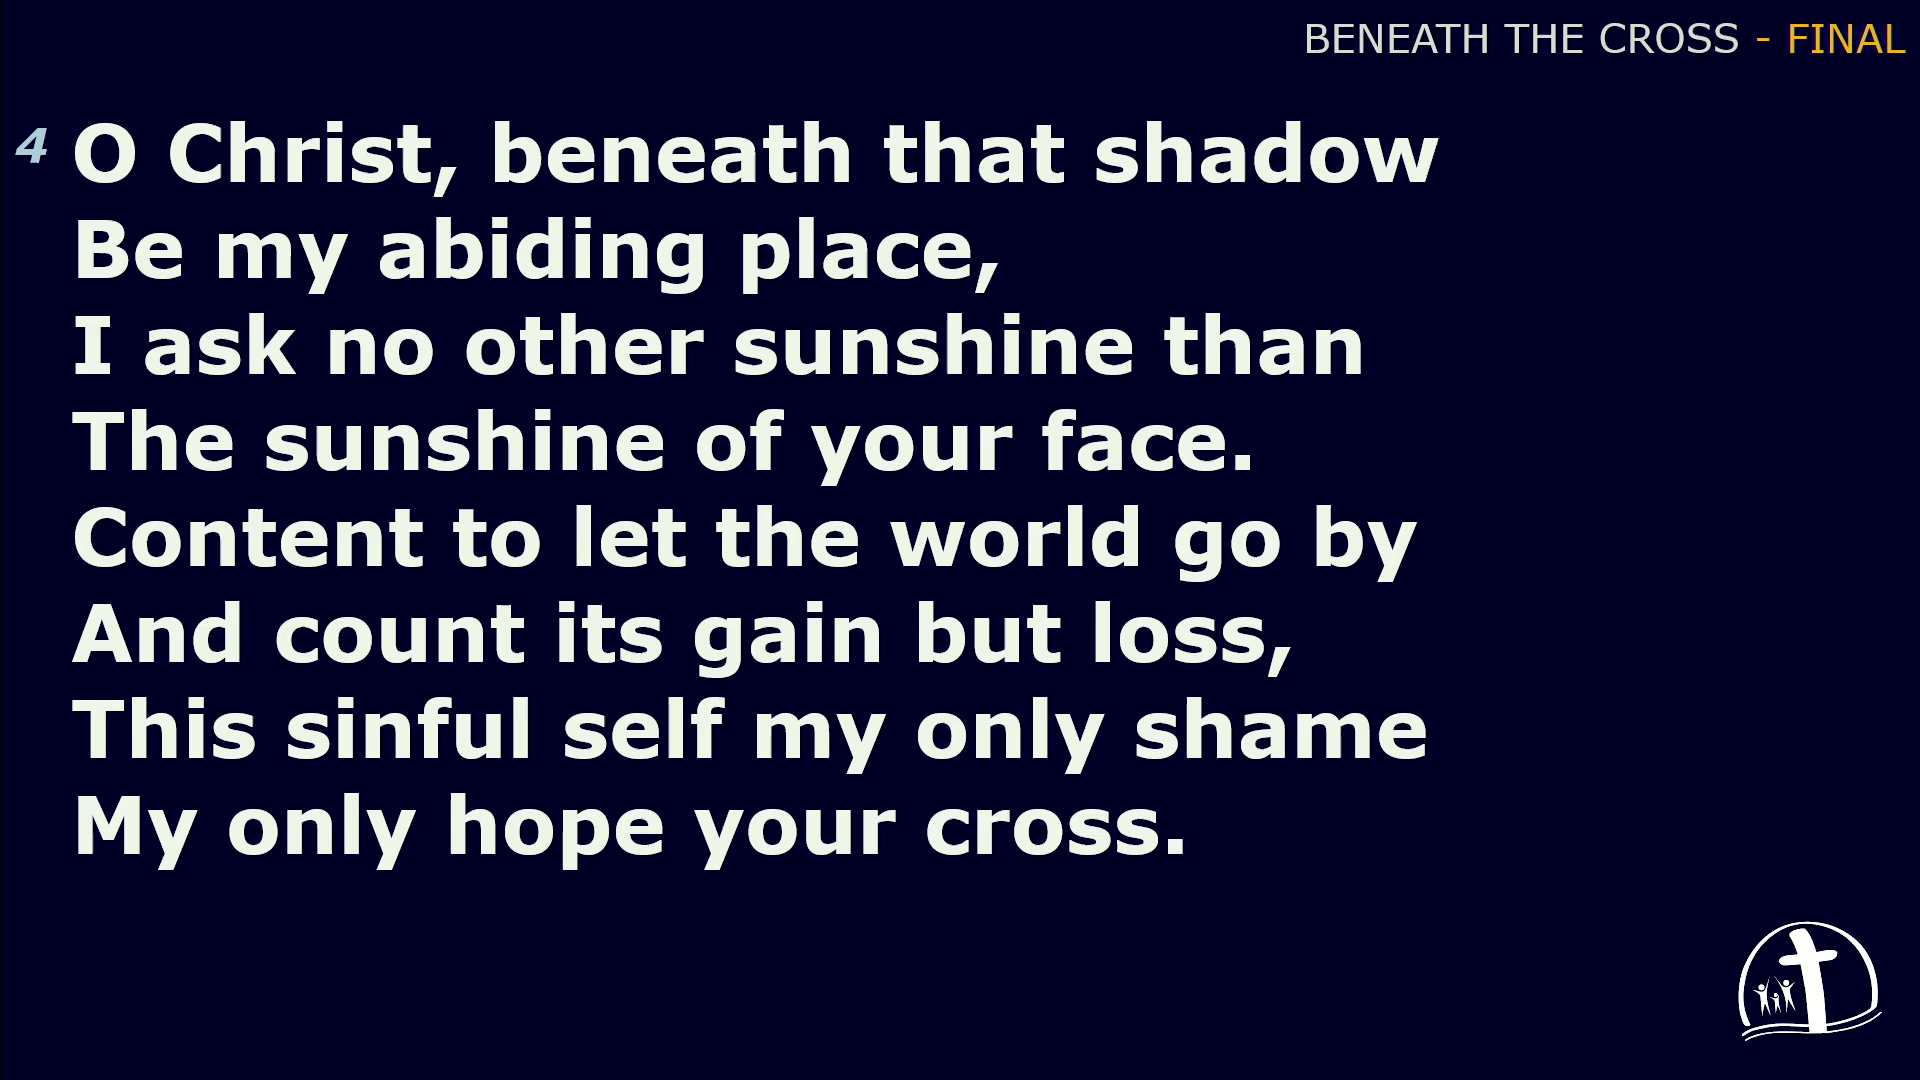 BENEATH THE CROSS - FINAL
4 O Christ, beneath that shadow
Be my abiding place,
I ask no other sunshine than
The sunshine of your face.
Content to let the world go by
And count its gain but loss,
This sinful self my only shame
My only hope your cross.